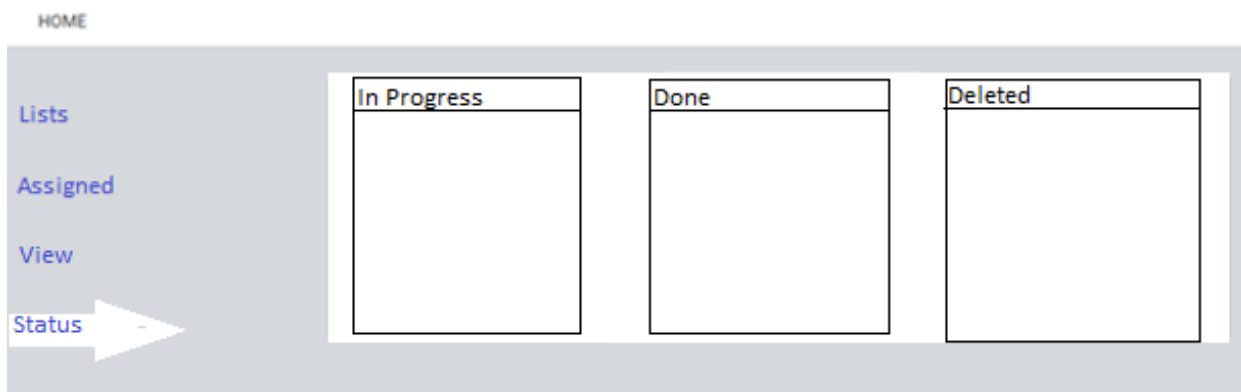 HOME
Lists
Assigned
View
Status
In Progress
Done
Deleted